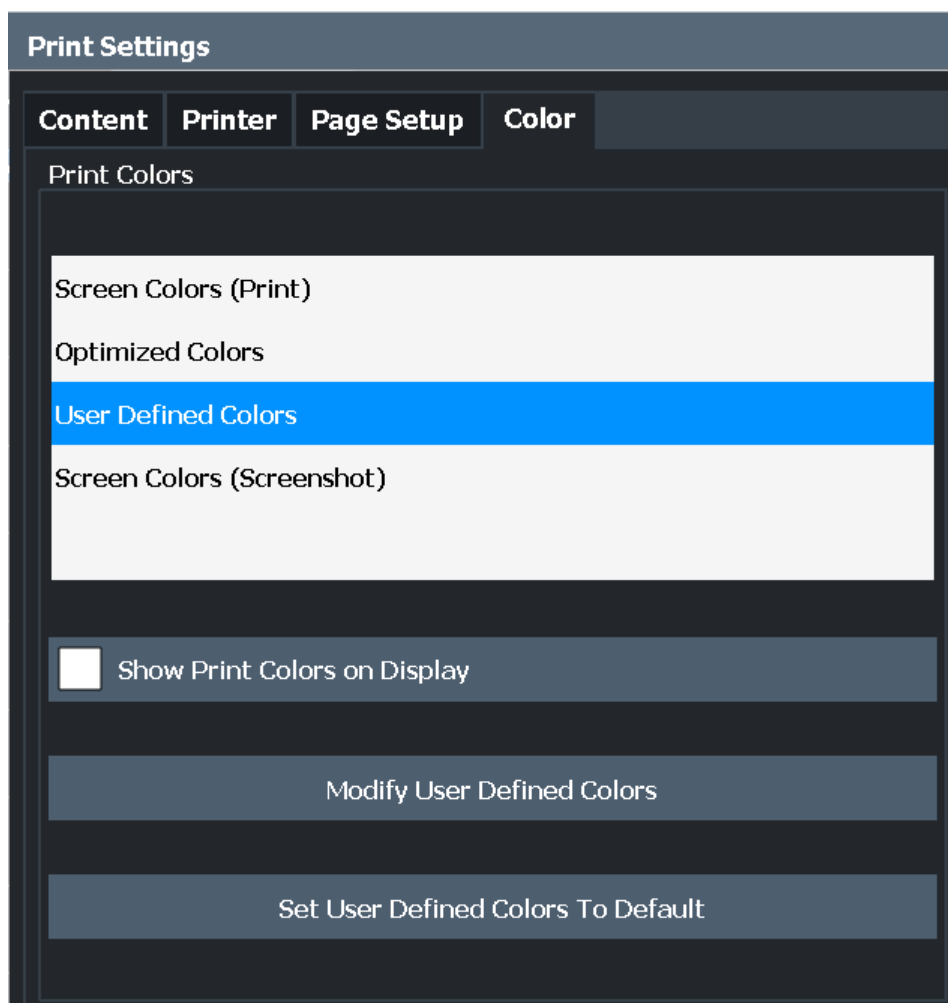 Print Settings
Content Printer Page Setup Color
Print Colors
Screen Colors (Print)
Optimized Colors
User Defined Colors
Screen Colors (Screenshot)
Show Print Colors on Display
Modify User Defined Colors
Set User Defined Colors To Default